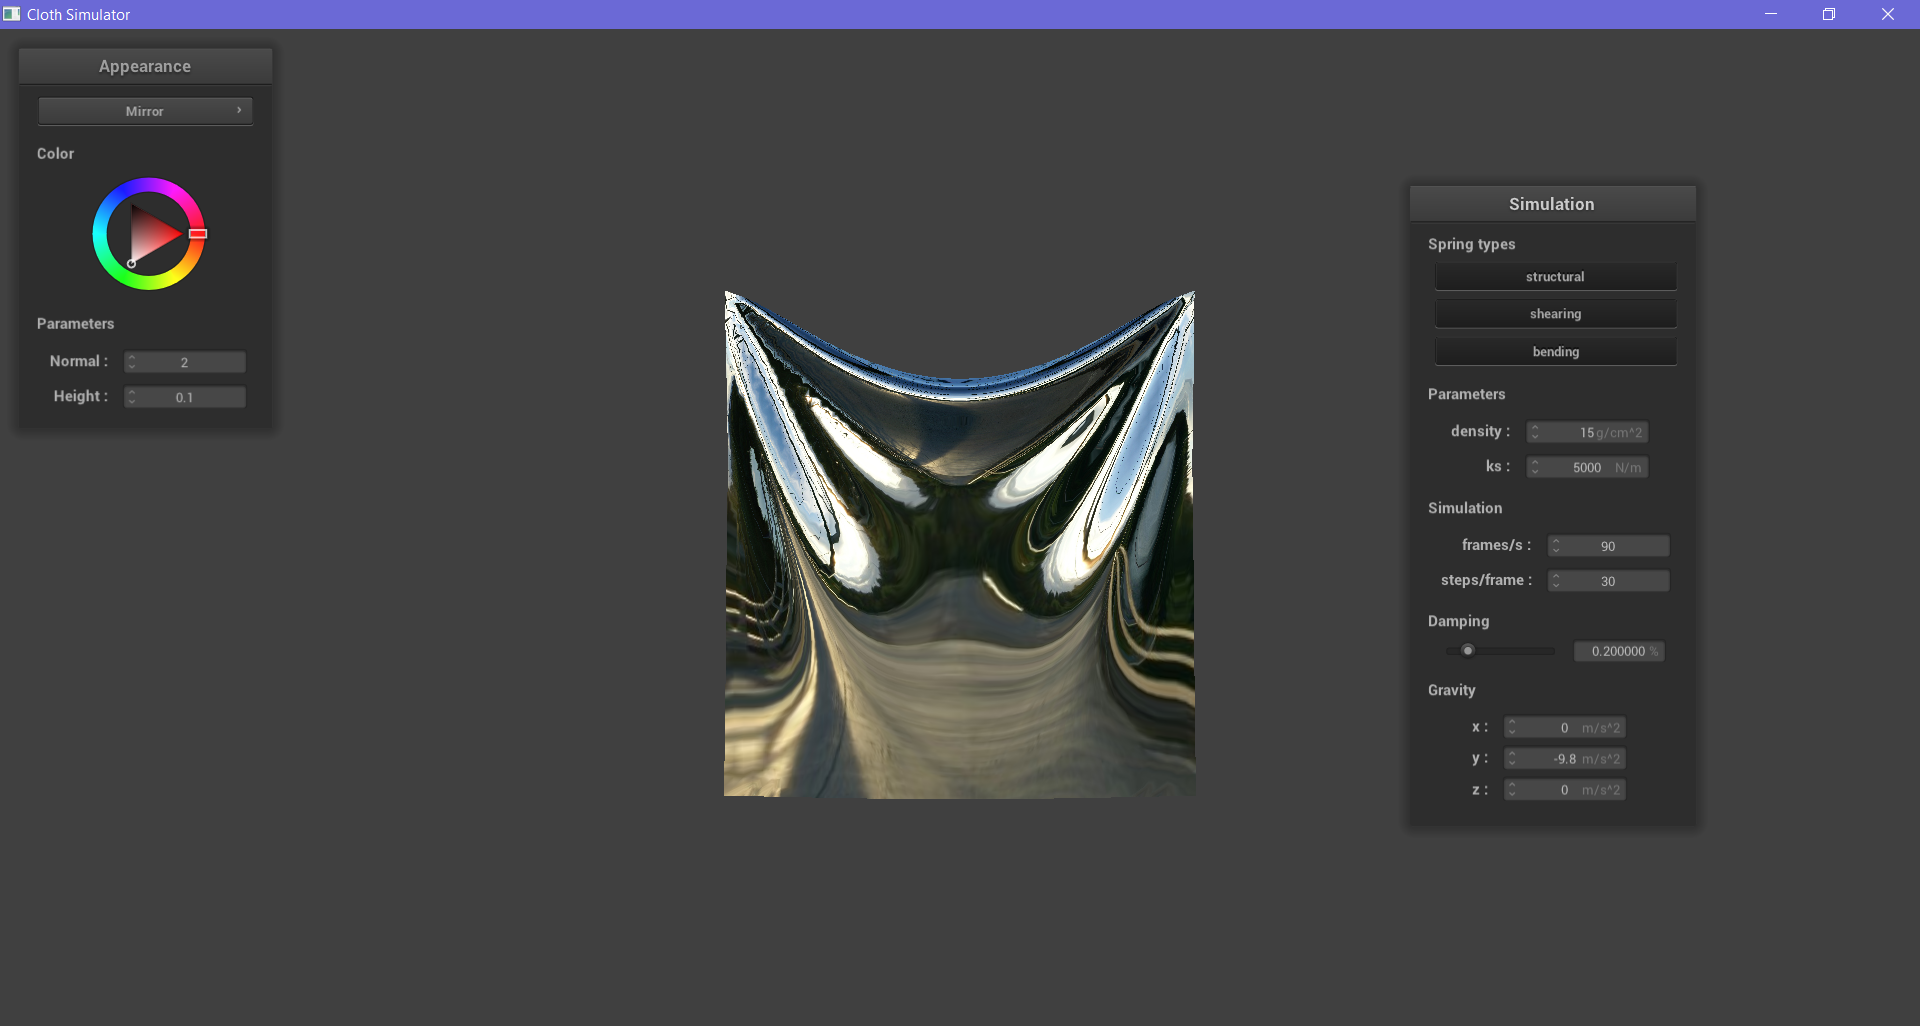 Cloth Simulator
Appearance
Mirror
Color
Parameters
Normal : 2
Height : 0.1
Simulation
Spring types
structural
shearing
bending
Parameters
density : 15 g/cm^2
ks : 5000 N/m
Simulation
frames/s : 90
steps/frame : 30
Damping
0.200000 %
Gravity
x : 0 m/s^2
y : -9.8 m/s^2
z : 0 m/s^2